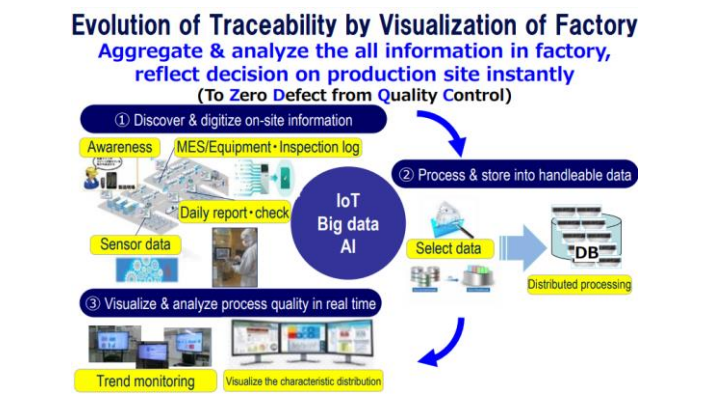 Evolution of Traceability by Visualization of Factory
Aggregate & analyze the all information in factory,
reflect decision on production site instantly
(To Zero Defect from Quality Control)
① Discover & digitize on-site information
Awareness
MES/Equipment・Inspection log
Daily report・check
Sensor data
IoT
Big data
AI
② Process & store into handleable data
Select data
DB
Distributed processing
③ Visualize & analyze process quality in real time
Trend monitoring
Visualize the characteristic distribution